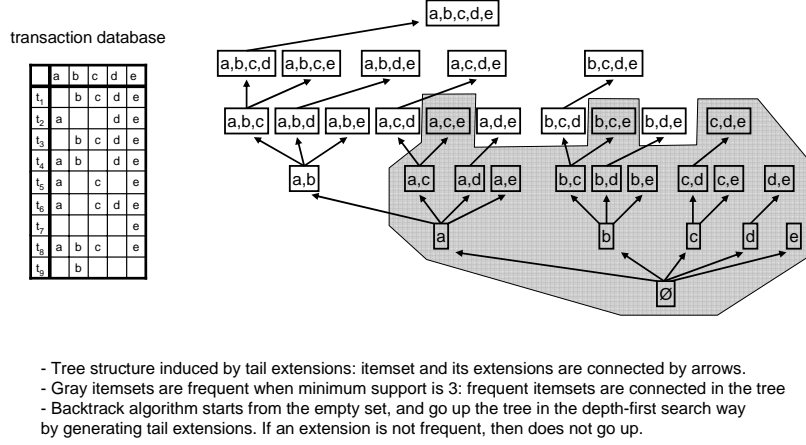 a,b,c,d,e
transaction database
a,b,c,d a,b,c,e a,b,d,e a,c,d,e b,c,d,e
a b c d e
t1 b c d e
t2 a d e
t3 b c d e
t4 a b d e
t5 a c e
t6 a c d e
t7 e
t8 a b c e
t9 b
a,b,c a,b,d a,b,e a,c,d a,c,e a,d,e b,c,d b,c,e b,d,e c,d,e
a,b a,c a,d a,e b,c b,d b,e c,d c,e d,e
a b c d e
Ø
- Tree structure induced by tail extensions: itemset and its extensions are connected by arrows.
- Gray itemsets are frequent when minimum support is 3: frequent itemsets are connected in the tree
- Backtrack algorithm starts from the empty set, and go up the tree in the depth-first search way
by generating tail extensions. If an extension is not frequent, then does not go up.